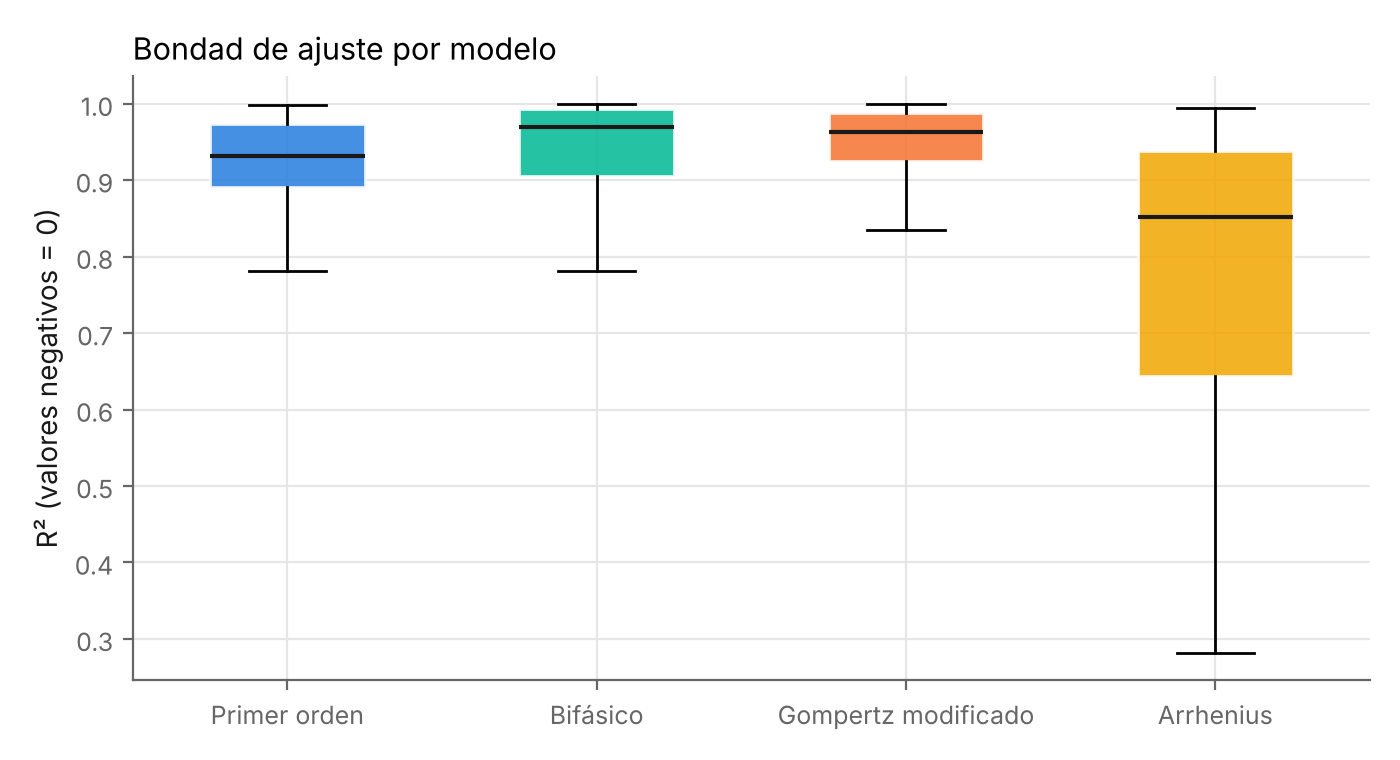 Bondad de ajuste por modelo
R² (valores negativos = 0)
1.0
0.9
0.8
0.7
0.6
0.5
0.4
0.3
Primer orden
Bifásico
Gompertz modificado
Arrhenius